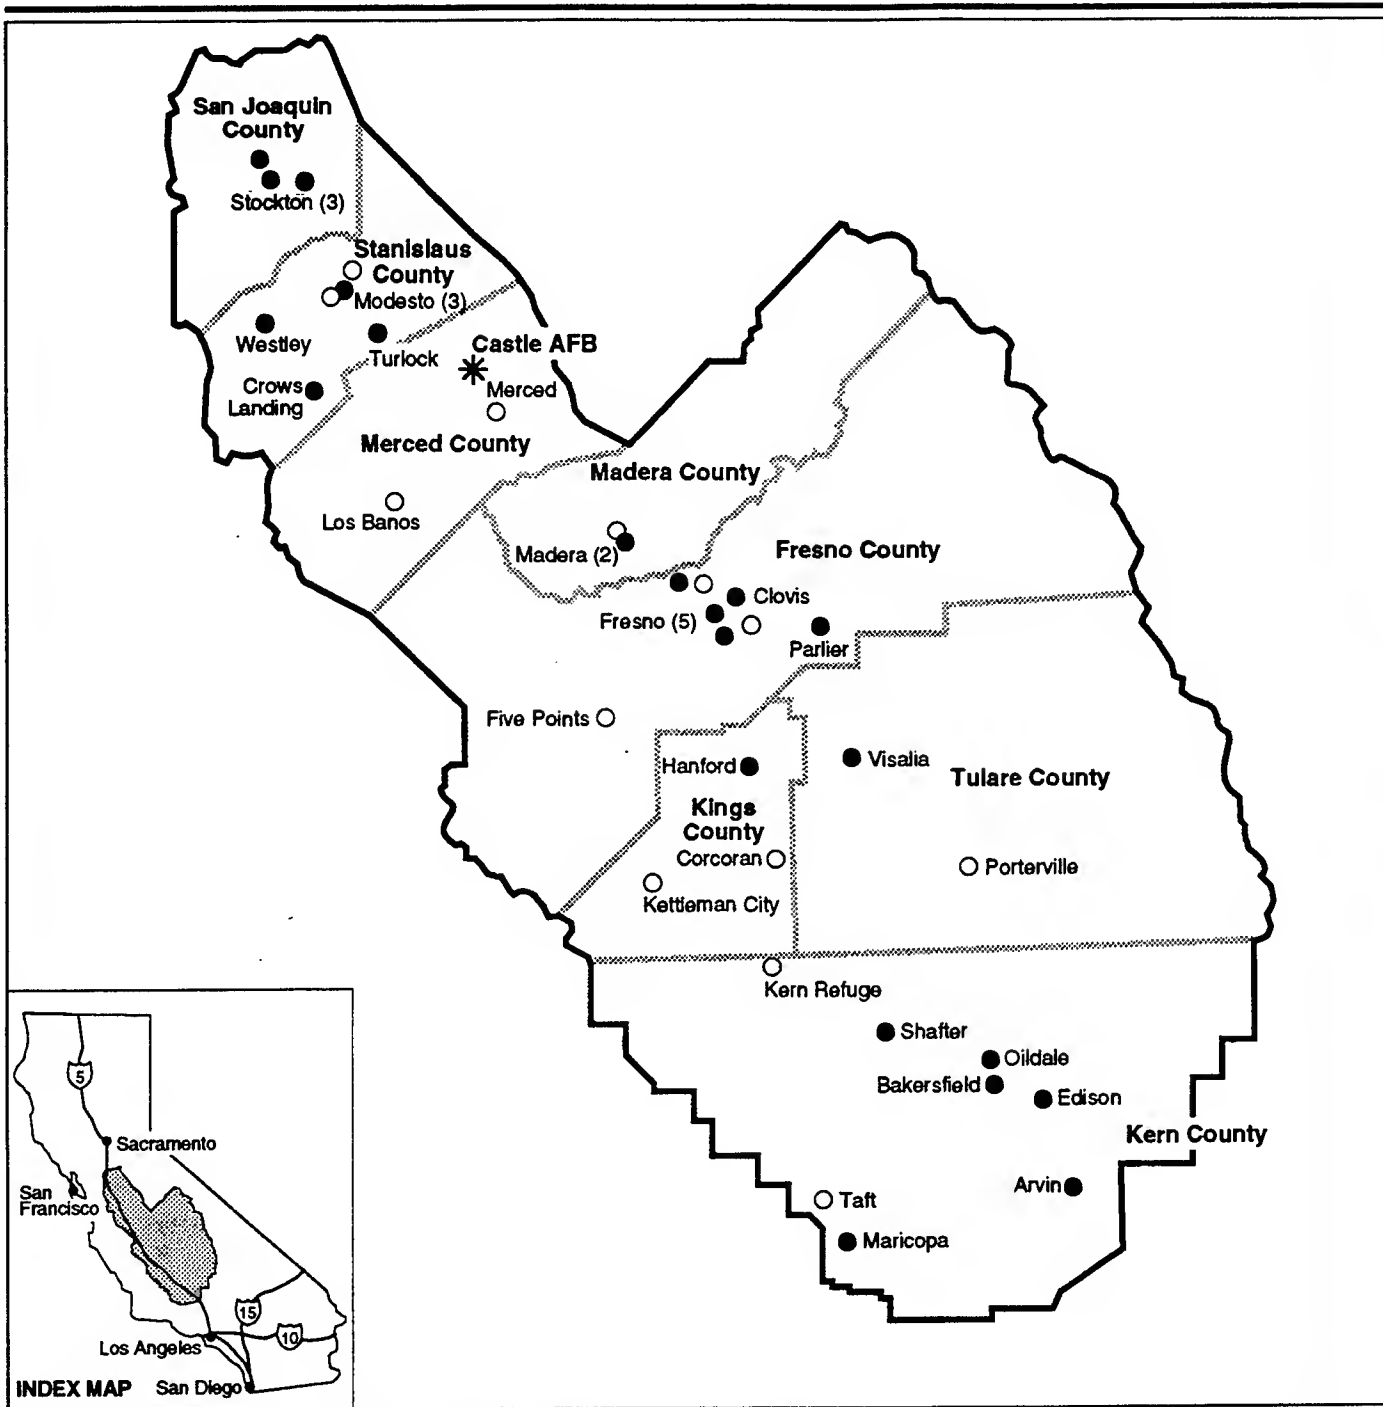 San Joaquin
County
Stockton (3)
Stanislaus
County
Modesto (3)
Westley
Turlock
Castle AFB
Crows
Landing
Merced
Merced County
Madera County
Los Banos
Madera (2)
Fresno County
Clovis
Fresno (5)
Parlier
Five Points
Hanford
Visalia
Tulare County
Kings
County
Corcoran
Porterville
Kettleman City
Kern Refuge
Shafter
Oildale
Bakersfield
Edison
Kern County
Arvin
Taft
Maricopa
5
Sacramento
San
Francisco
15
10
Los Angeles
INDEX MAP
San Diego